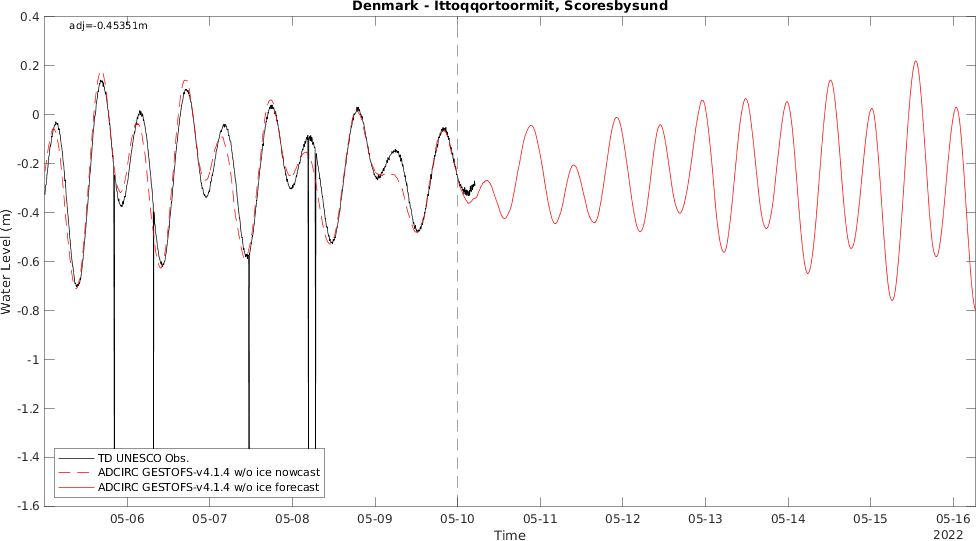 Denmark - Ittoqqortoormiit, Scoresbysund
adj=-0.45351m
0.4
0.2
0
-0.2
-0.4
-0.6
-0.8
-1
-1.2
-1.4
-1.6
Water Level (m)
TD UNESCO Obs.
ADCIRC GESTOFS-v4.1.4 w/o ice nowcast
ADCIRC GESTOFS-v4.1.4 w/o ice forecast
05-06 05-07 05-08 05-09 05-10 05-11 05-12 05-13 05-14 05-15 05-16
Time
2022